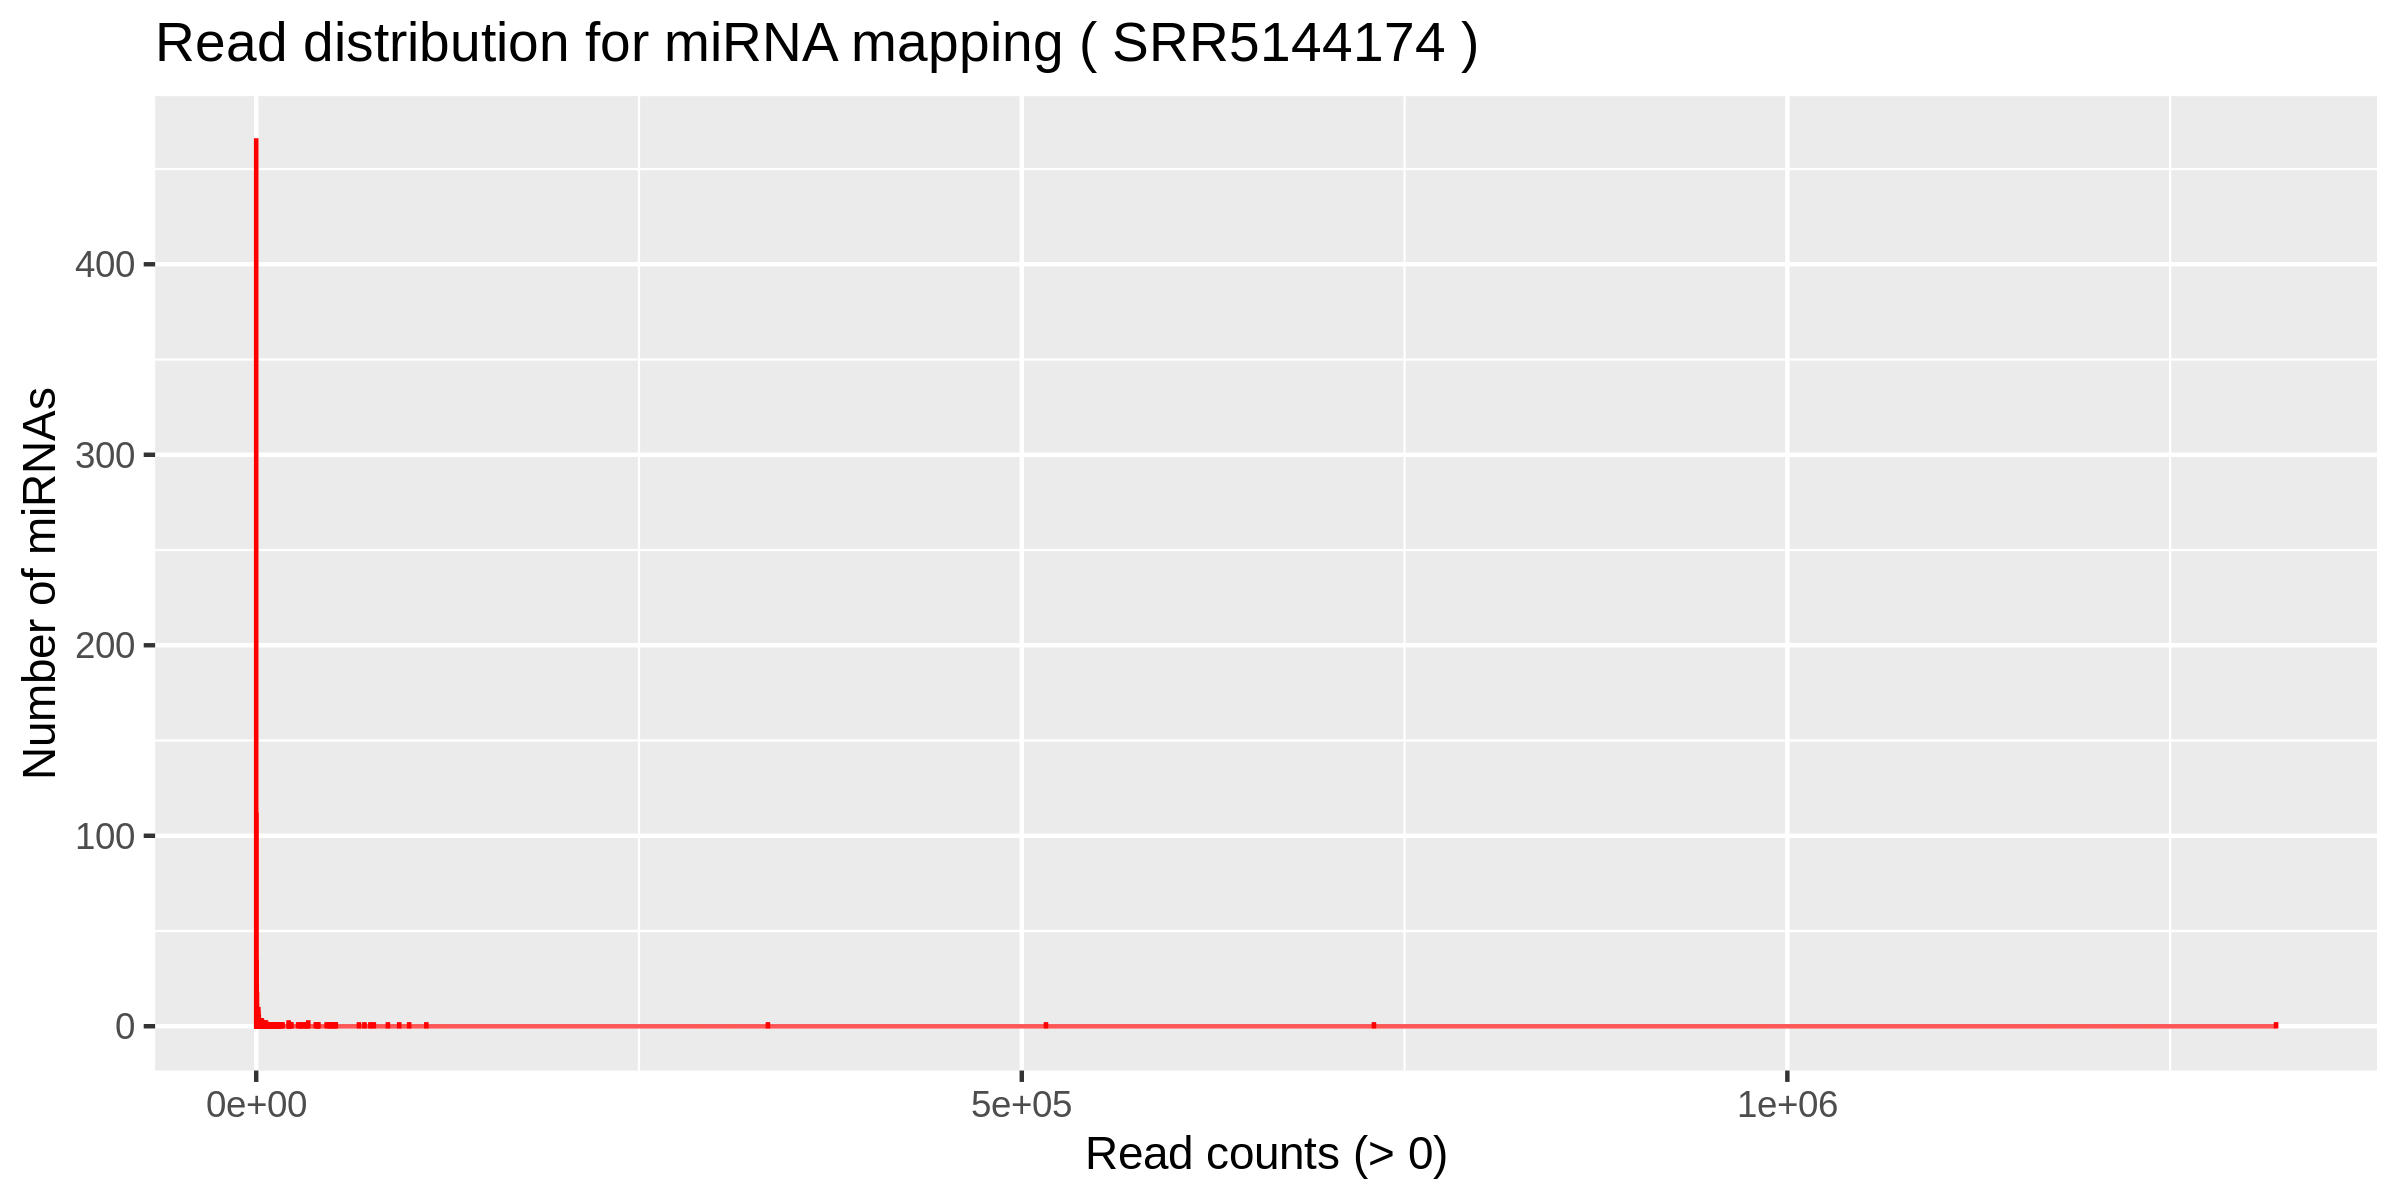 Read distribution for miRNA mapping ( SRR5144174 )
Number of miRNAs
400
300
200
100
0
0e+00 5e+05 1e+06
Read counts (> 0)